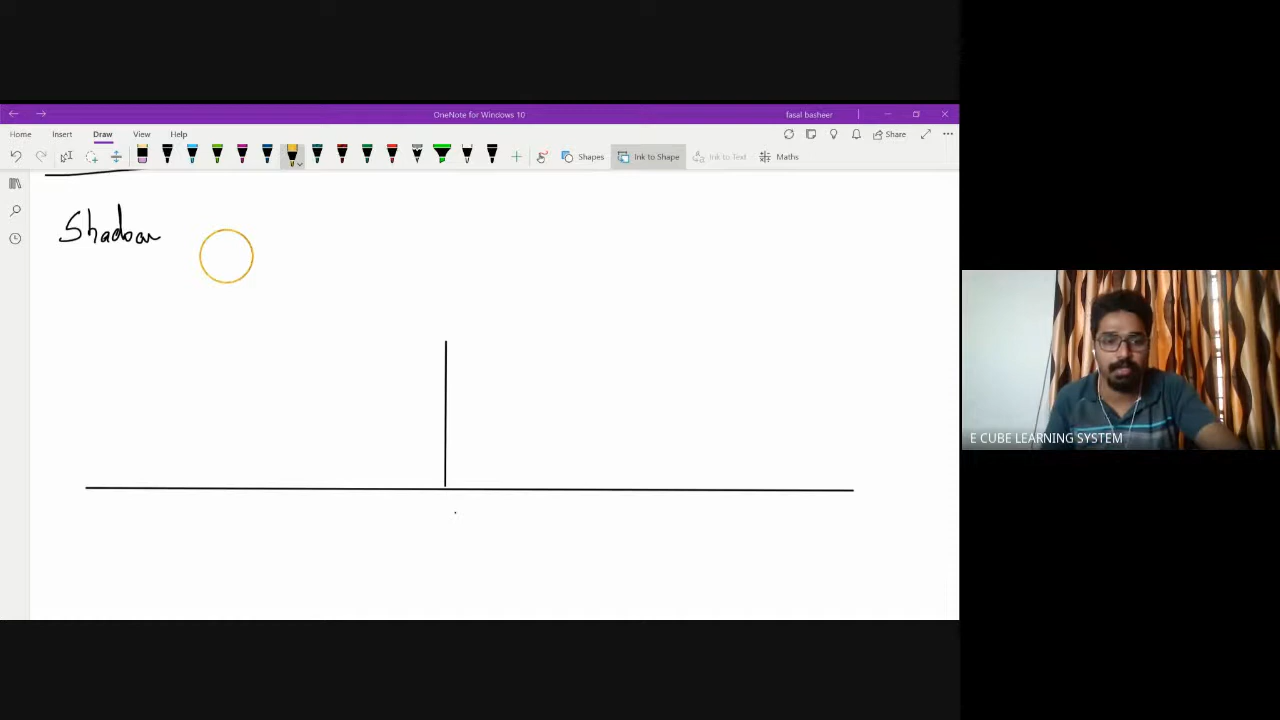 OneNote for Windows 10
fasal basheer
Home Insert Draw View Help
Share
Shapes
Ink to Shape
Ink to Text
Maths
Shadow
E CUBE LEARNING SYSTEM